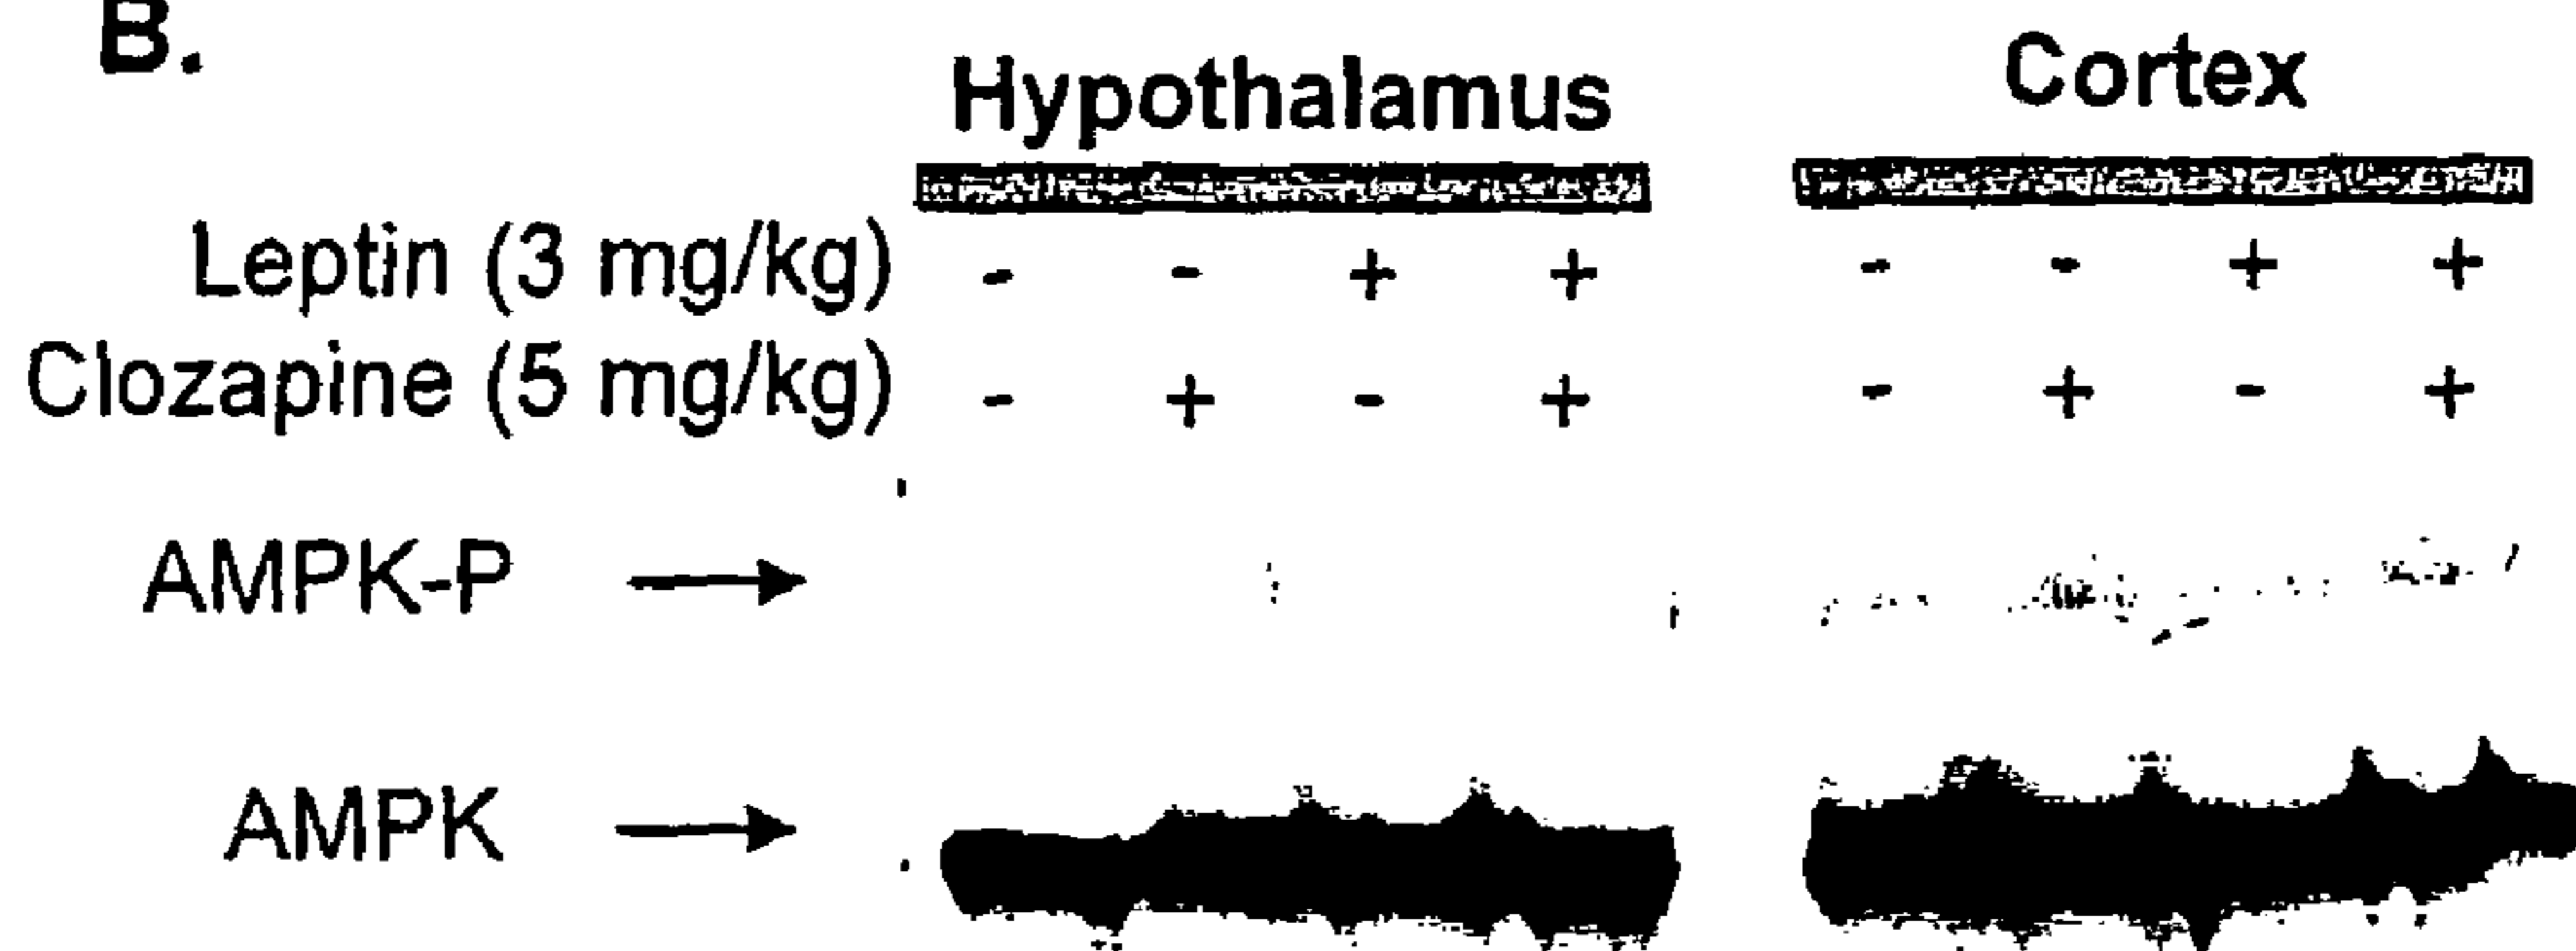 B.
Hypothalamus Cortex
Leptin (3 mg/kg) - - + + - - + +
Clozapine (5 mg/kg) - + - + - + - +
AMPK-P
AMPK